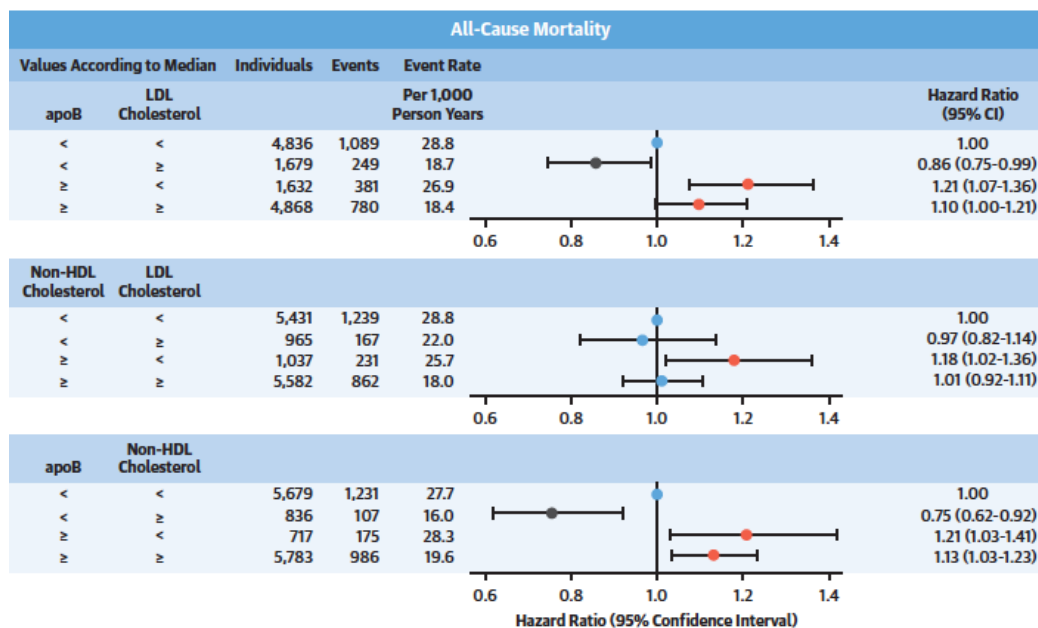 All-Cause Mortality
Values According to Median Individuals Events Event Rate
apoB LDL Cholesterol Per 1,000 Person Years Hazard Ratio (95% CI)
< < 4,836 1,089 28.8 1.00
< ≥ 1,679 249 18.7 0.86 (0.75-0.99)
≥ < 1,632 381 26.9 1.21 (1.07-1.36)
≥ ≥ 4,868 780 18.4 1.10 (1.00-1.21)
0.6 0.8 1.0 1.2 1.4
Non-HDL Cholesterol LDL Cholesterol
< < 5,431 1,239 28.8 1.00
< ≥ 965 167 22.0 0.97 (0.82-1.14)
≥ < 1,037 231 25.7 1.18 (1.02-1.36)
≥ ≥ 5,582 862 18.0 1.01 (0.92-1.11)
0.6 0.8 1.0 1.2 1.4
apoB Non-HDL Cholesterol
< < 5,679 1,231 27.7 1.00
< ≥ 836 107 16.0 0.75 (0.62-0.92)
≥ < 717 175 28.3 1.21 (1.03-1.41)
≥ ≥ 5,783 986 19.6 1.13 (1.03-1.23)
0.6 0.8 1.0 1.2 1.4
Hazard Ratio (95% Confidence Interval)